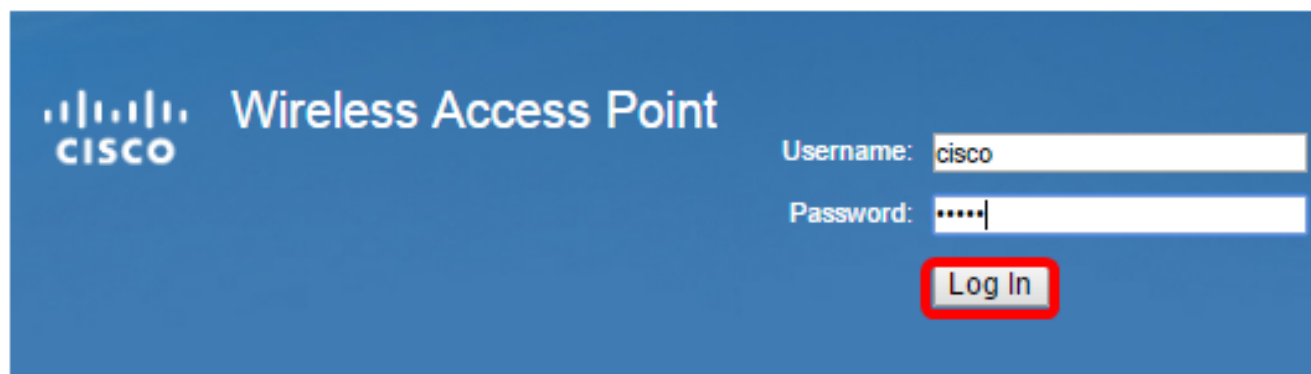 CISCO
Wireless Access Point
Username: cisco
Password: •••••
Log In